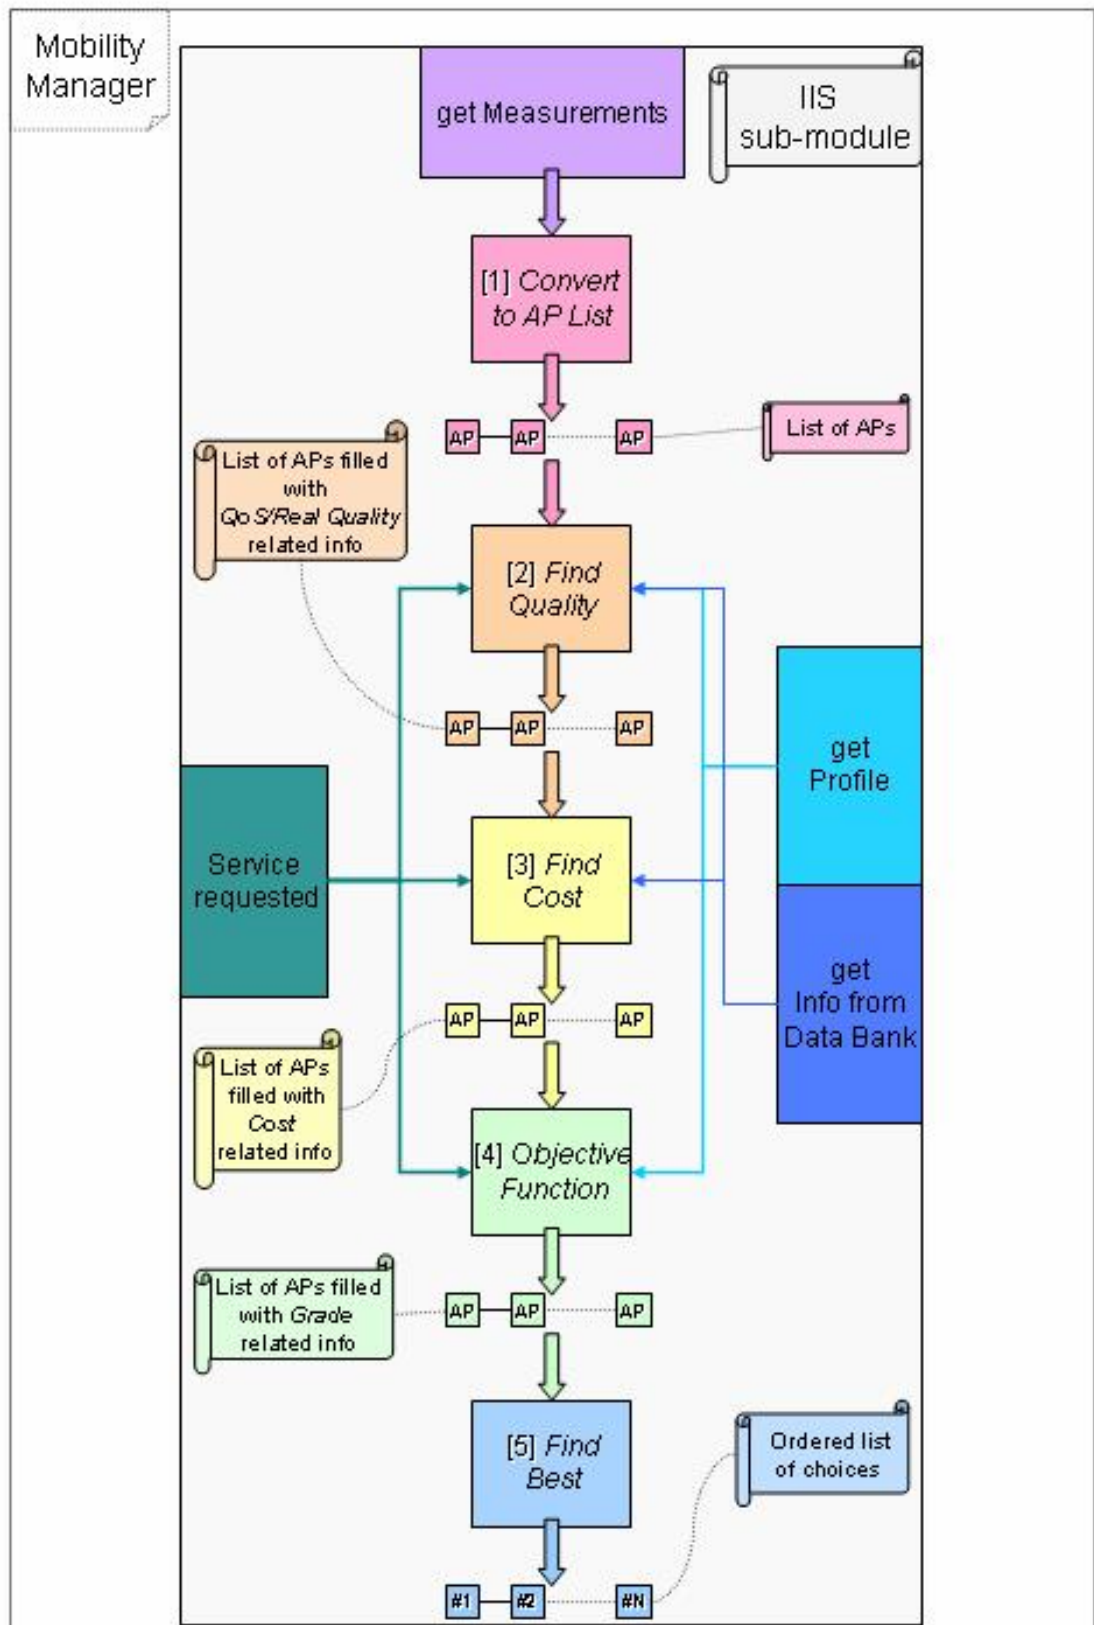 Mobility
Manager
IIS
sub-module
get Measurements
[1] Convert
to AP List
AP
AP
AP
List of APs
List of APs filled
with
QoS/Real Quality
related info
[2] Find
Quality
AP
AP
AP
get
Profile
Service
requested
[3] Find
Cost
get
Info from
Data Bank
AP
AP
AP
List of APs
filled with
Cost
related info
[4] Objective
Function
List of APs filled
with Grade
related info
AP
AP
AP
[5] Find
Best
Ordered list
of choices
#1
#2
#N